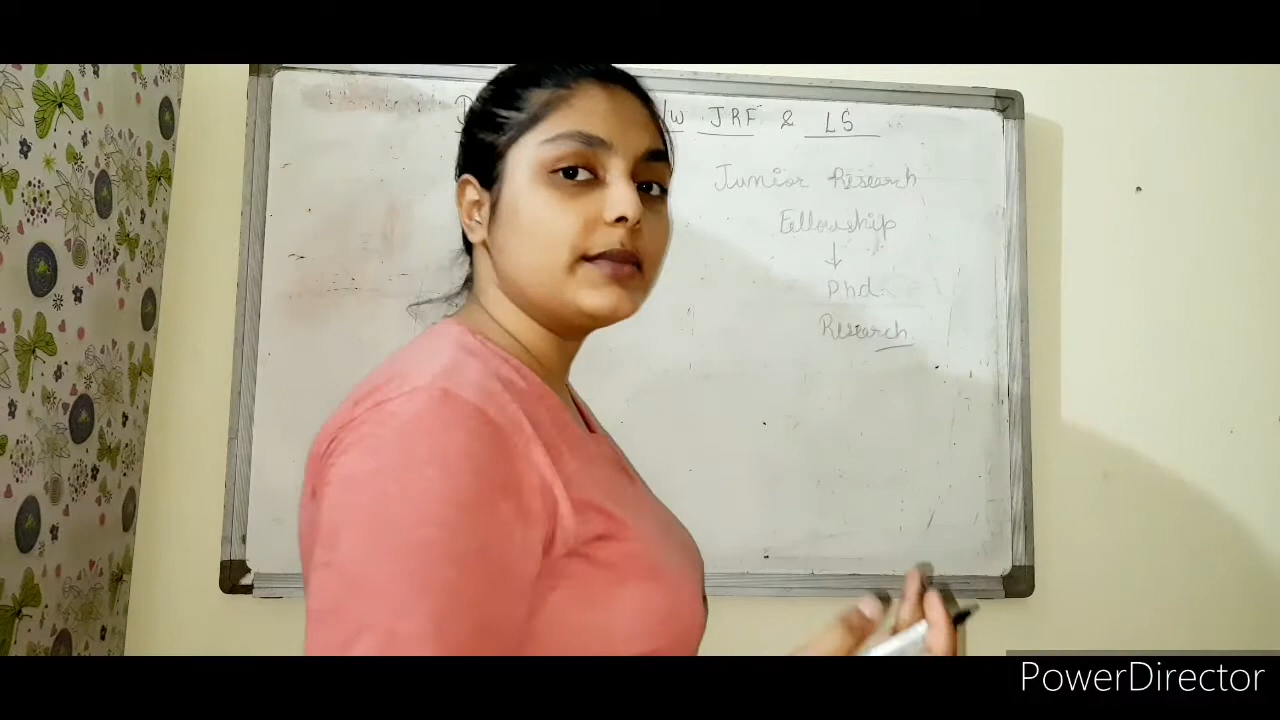 /w JRF & LS
Junior Research
Fellowship
↓
Phd.
Research
PowerDirector